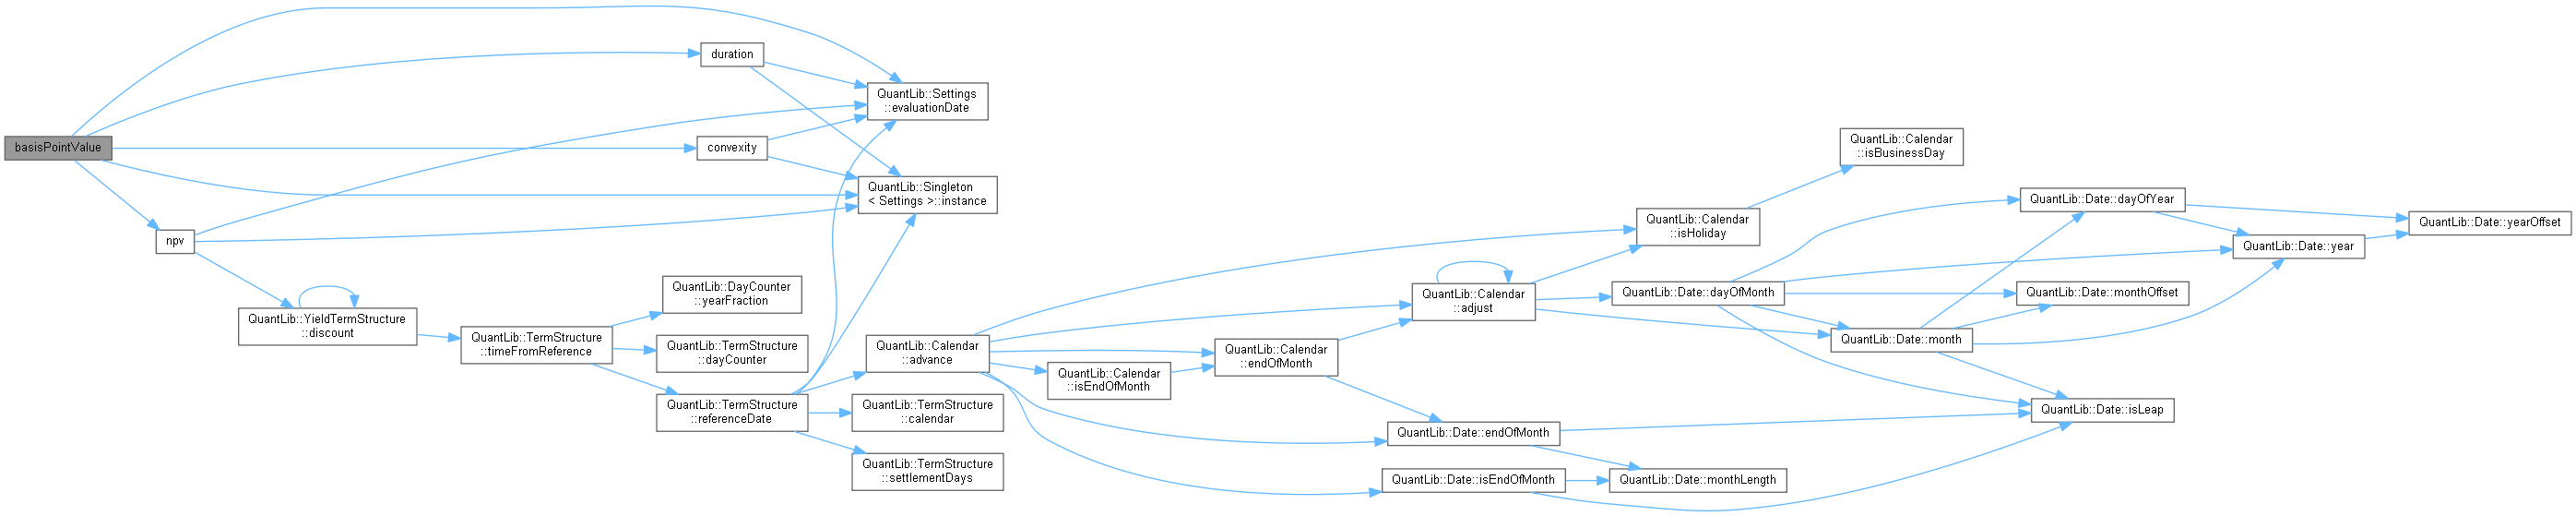 basisPointValue
npv
duration
convexity
QuantLib::Settings
::evaluationDate
QuantLib::Singleton
< Settings >::instance
QuantLib::YieldTermStructure
::discount
QuantLib::TermStructure
::timeFromReference
QuantLib::DayCounter
::yearFraction
QuantLib::TermStructure
::dayCounter
QuantLib::TermStructure
::referenceDate
QuantLib::Calendar
::advance
QuantLib::TermStructure
::calendar
QuantLib::TermStructure
::settlementDays
QuantLib::Calendar
::isEndOfMonth
QuantLib::Calendar
::endOfMonth
QuantLib::Calendar
::adjust
QuantLib::Date::endOfMonth
QuantLib::Date::isEndOfMonth
QuantLib::Calendar
::isHoliday
QuantLib::Calendar
::isBusinessDay
QuantLib::Date::dayOfMonth
QuantLib::Date::monthLength
QuantLib::Date::month
QuantLib::Date::dayOfYear
QuantLib::Date::monthOffset
QuantLib::Date::isLeap
QuantLib::Date::year
QuantLib::Date::yearOffset